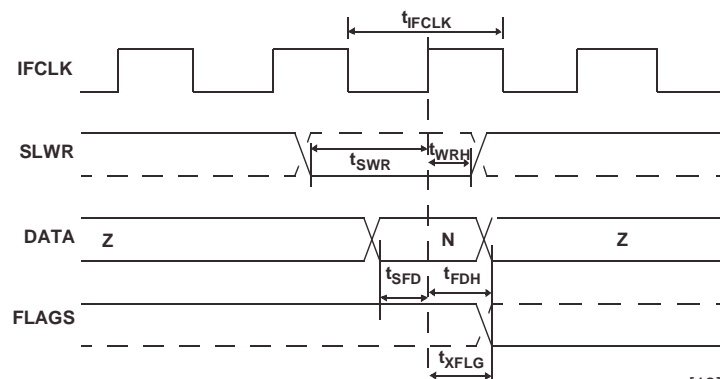 tIFCLK
IFCLK
SLWR
tSWR
tWRH
DATA
Z
N
Z
tSFD
tFDH
FLAGS
tXFLG